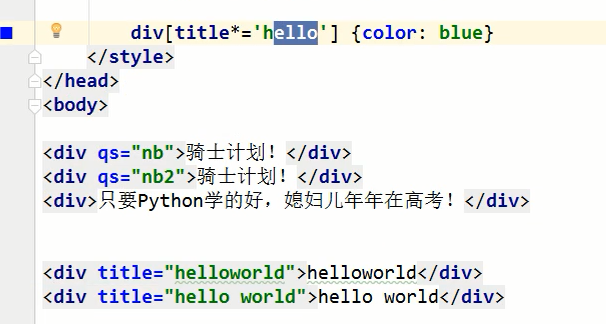 div[title*='hello'] {color: blue}
</style>
</head>
<body>
<div qs="nb">骑士计划！</div>
<div qs="nb2">骑士计划！</div>
<div>只要Python学的好，媳妇儿年年在高考！</div>
<div title="helloworld">helloworld</div>
<div title="hello world">hello world</div>